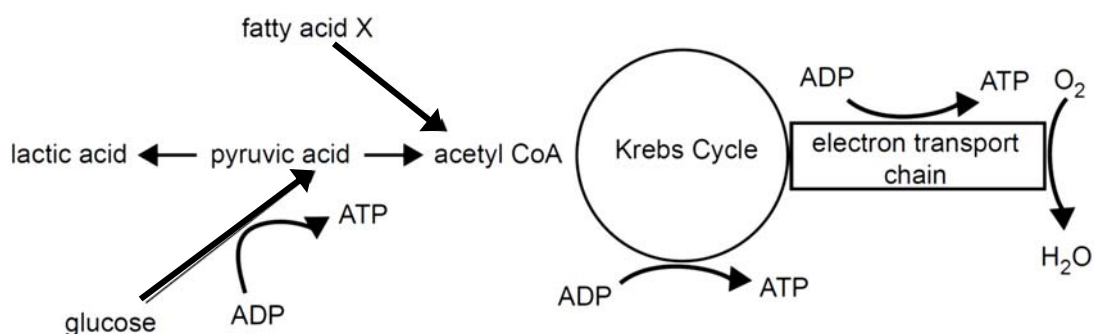 fatty acid X
ADP
ATP
O₂
lactic acid
pyruvic acid
acetyl CoA
Krebs Cycle
electron transport
chain
ATP
H₂O
ADP
ATP
glucose
ADP